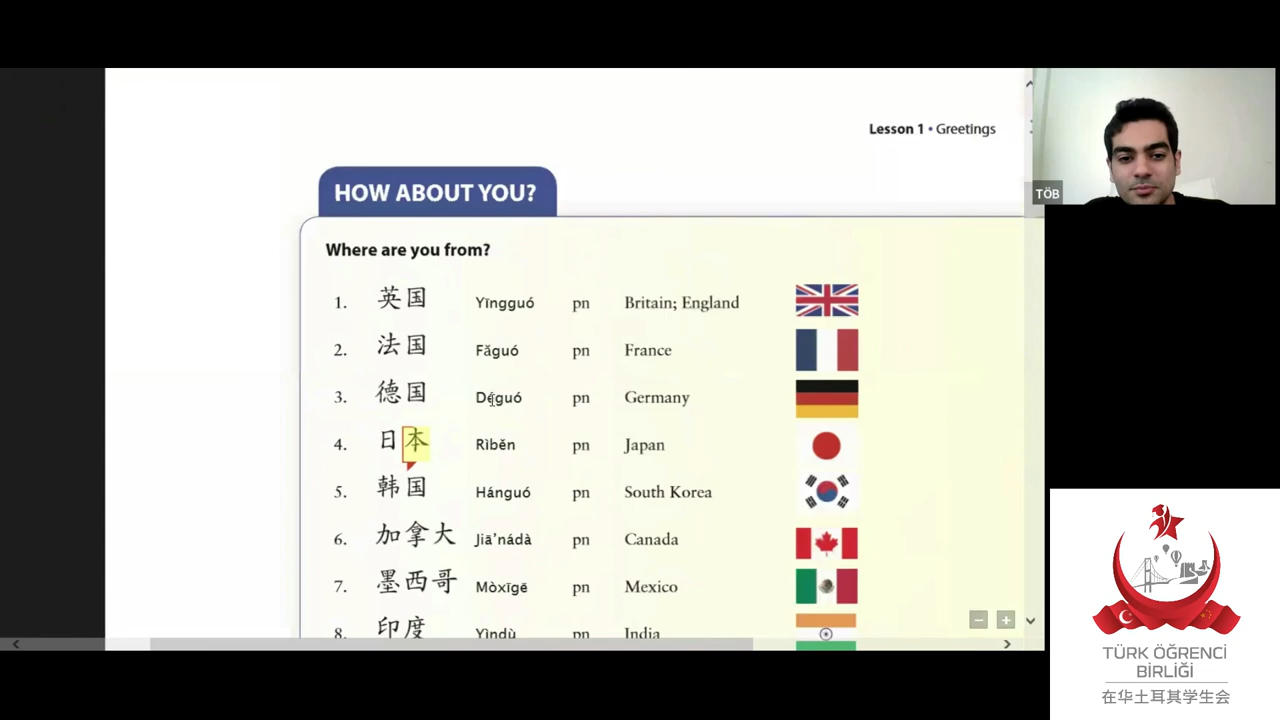 Lesson 1 • Greetings
TÖB
HOW ABOUT YOU?
Where are you from?
1. 英国 Yīngguó pn Britain; England
2. 法国 Fǎguó pn France
3. 德国 Déguó pn Germany
4. 日本 Rìběn pn Japan
5. 韩国 Hánguó pn South Korea
6. 加拿大 Jiā'nádà pn Canada
7. 墨西哥 Mòxīgē pn Mexico
8. 印度 Yìndù pn India
TÜRK ÖĞRENCİ
BİRLİĞİ
在华土耳其学生会